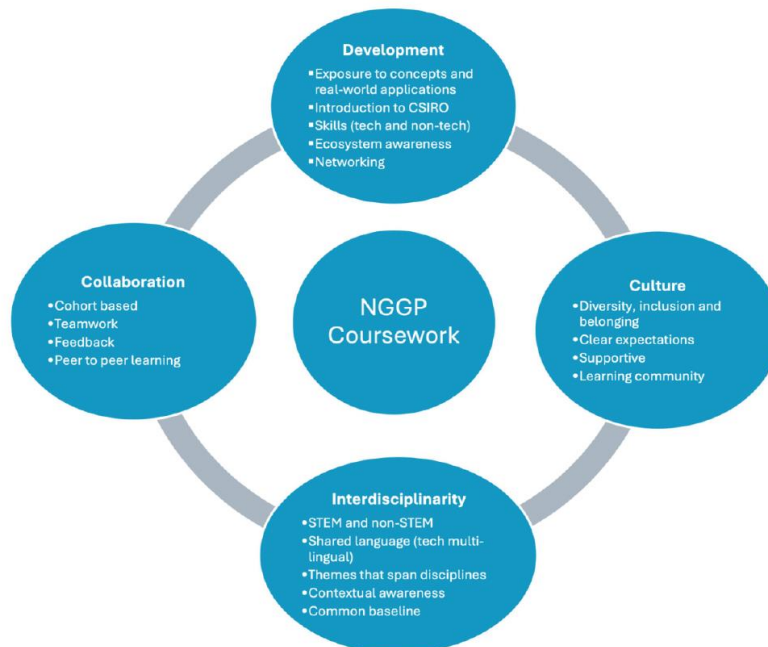 Development
▪Exposure to concepts and
real-world applications
▪Introduction to CSIRO
▪Skills (tech and non-tech)
▪Ecosystem awareness
▪Networking
Collaboration
•Cohort based
•Teamwork
•Feedback
•Peer to peer learning
NGGP
Coursework
Culture
•Diversity, inclusion and
belonging
•Clear expectations
•Supportive
•Learning community
Interdisciplinarity
•STEM and non-STEM
•Shared language (tech multi-
lingual)
•Themes that span disciplines
•Contextual awareness
•Common baseline